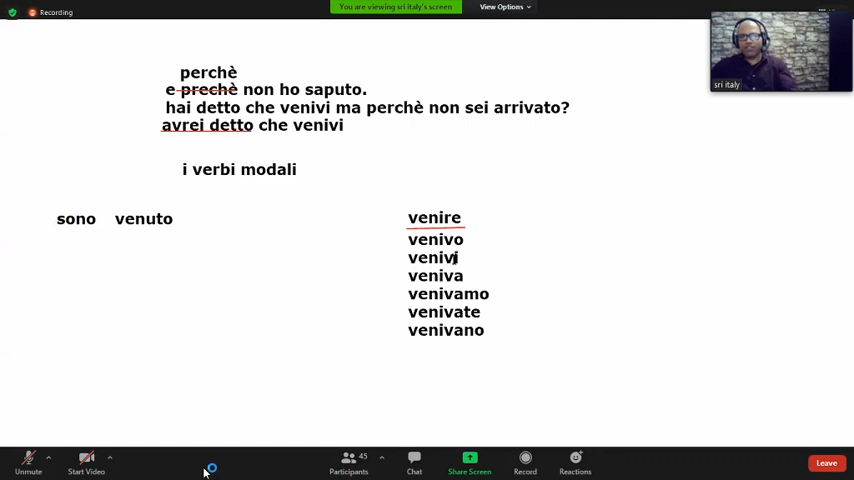 Recording
You are viewing sri italy's screen
View Options
sri italy
perchè
e prechè non ho saputo.
hai detto che venivi ma perchè non sei arrivato?
avrei detto che venivi
i verbi modali
sono venuto
venire
venivo
venivi
veniva
venivamo
venivate
venivano
Unmute
Start Video
Participants
45
Chat
Share Screen
Record
Reactions
Leave